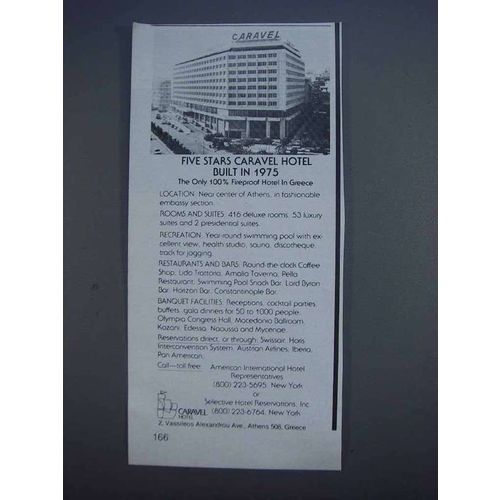 CARAVEL
FIVE STARS CARAVEL HOTEL
BUILT IN 1975
The Only 100% Fireproof Hotel In Greece
LOCATION: Near center of Athens, in fashionable
embassy section.
ROOMS AND SUITES: 416 deluxe rooms. 53 luxury
suites and 2 presidential suites.
RECREATION: Year-round swimming pool with ex-
cellent view, health studio, sauna, discotheque,
track for jogging.
RESTAURANTS AND BARS: Round-the-clock Coffee
Shop, Lido Trattoria, Amalia Taverna, Pella
Restaurant, Swimming Pool Snack Bar, Lord Byron
Bar, Horizon Bar, Constantinople Bar.
BANQUET FACILITIES: Receptions, cocktail parties,
buffets, gala dinners for 50 to 1000 people.
Olympia Congress Hall, Macedonia Ballroom,
Kozani, Edessa, Naoussa and Mycenae.
Reservations direct, or through: Swissair, Horis
Interconvention System, Austrian Airlines, Iberia,
Pan American.
Call—toll free: American International Hotel
Representatives
(800) 223-5695, New York
or
Selective Hotel Reservations, Inc.
(800) 223-6764, New York
CARAVEL
HOTEL
2, Vassileos Alexandrou Ave., Athens 508, Greece
166